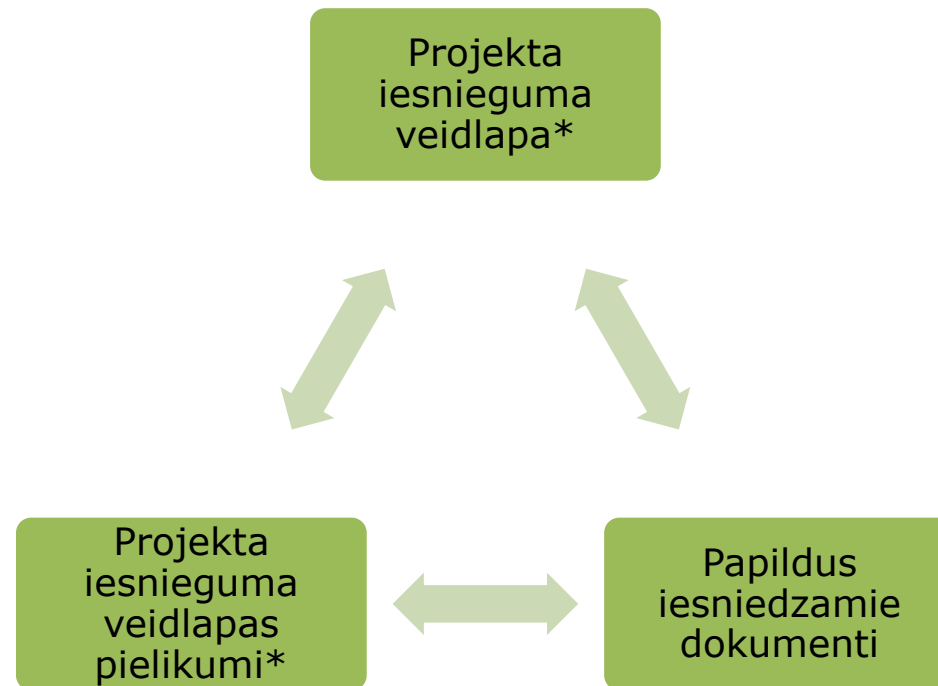 Projekta
iesnieguma
veidlapa*
Projekta
iesnieguma
veidlapas
pielikumi*
Papildus
iesniedzamie
dokumenti